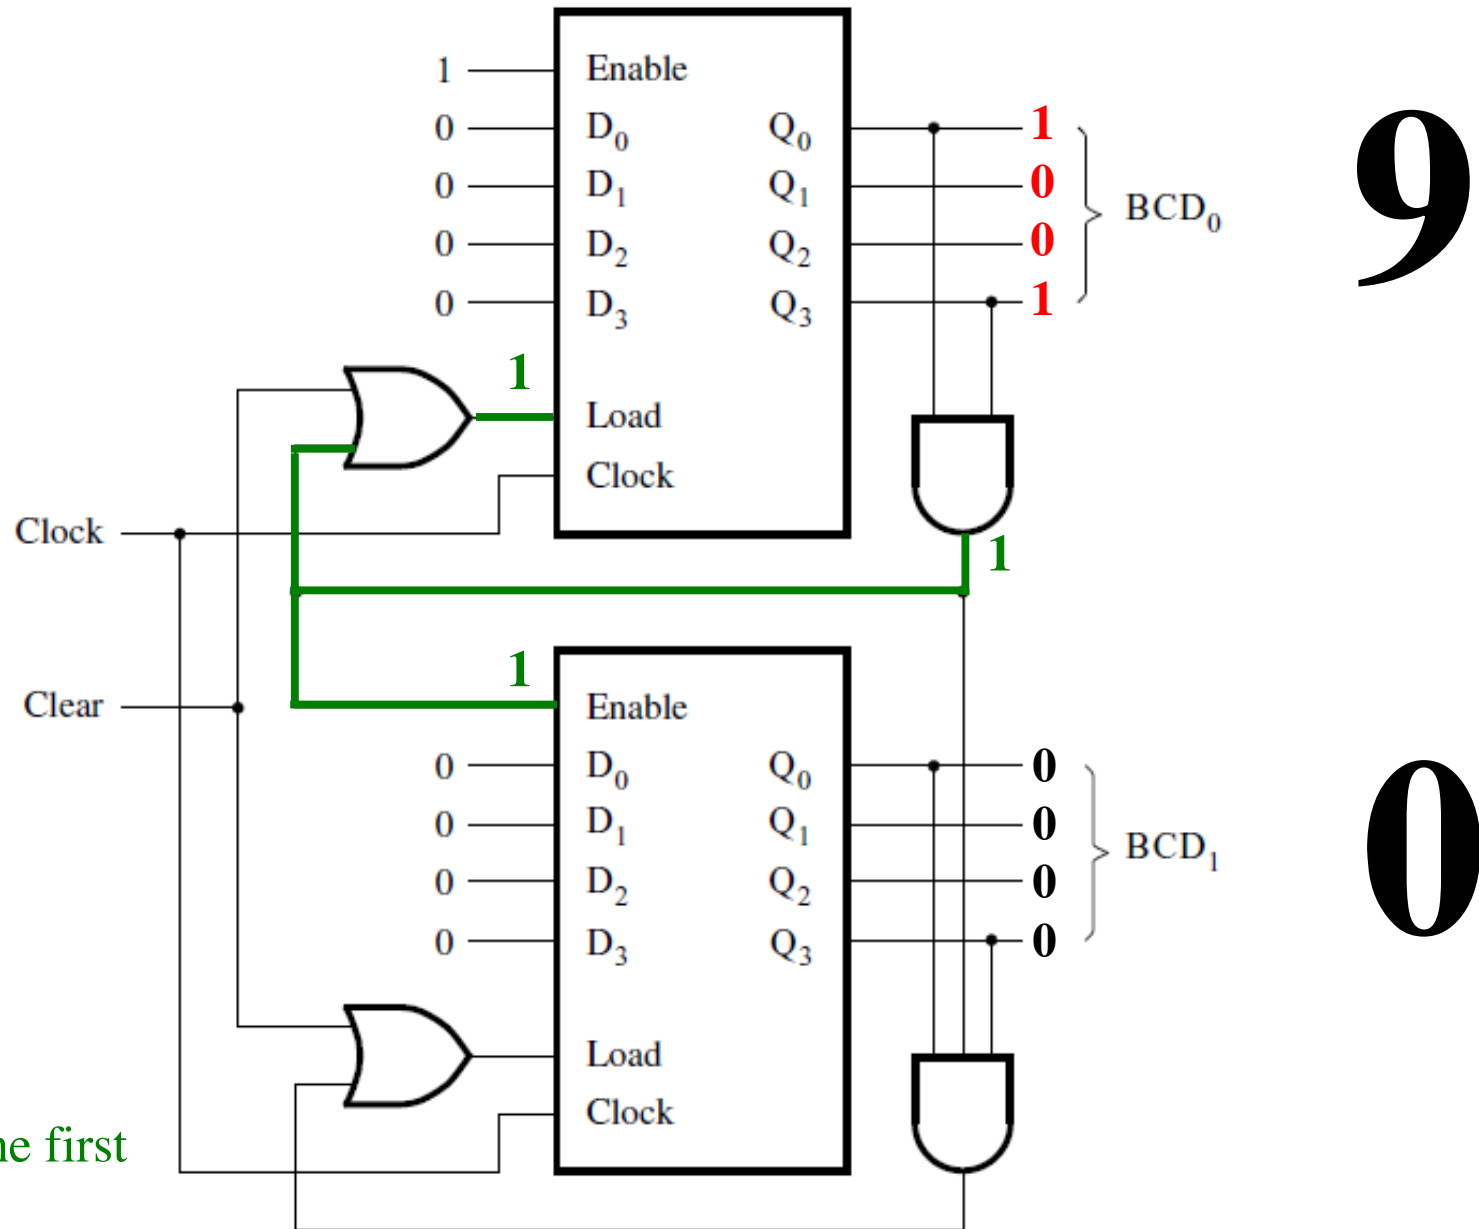 1 Enable
0 D0 Q0 1
0 D1 Q1 0
BCD0
0 D2 Q2 0
0 D3 Q3 1
9
1 Load
Clock
Clock
1
1
Clear Enable
0 D0 Q0 0
0 D1 Q1 0
BCD1
0 D2 Q2 0
0 D3 Q3 0
0
Load
Clock
first